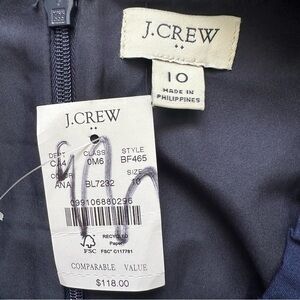 J.CREW
10
MADE IN
PHILIPPINES
J.CREW
DEPT CLASS STYLE
CA4 0M6 BF465
COLOR SIZE
ANA BL7232 10
099106880296
FSC RECYCLED
Paper
FSC® C117781
COMPARABLE VALUE
$118.00